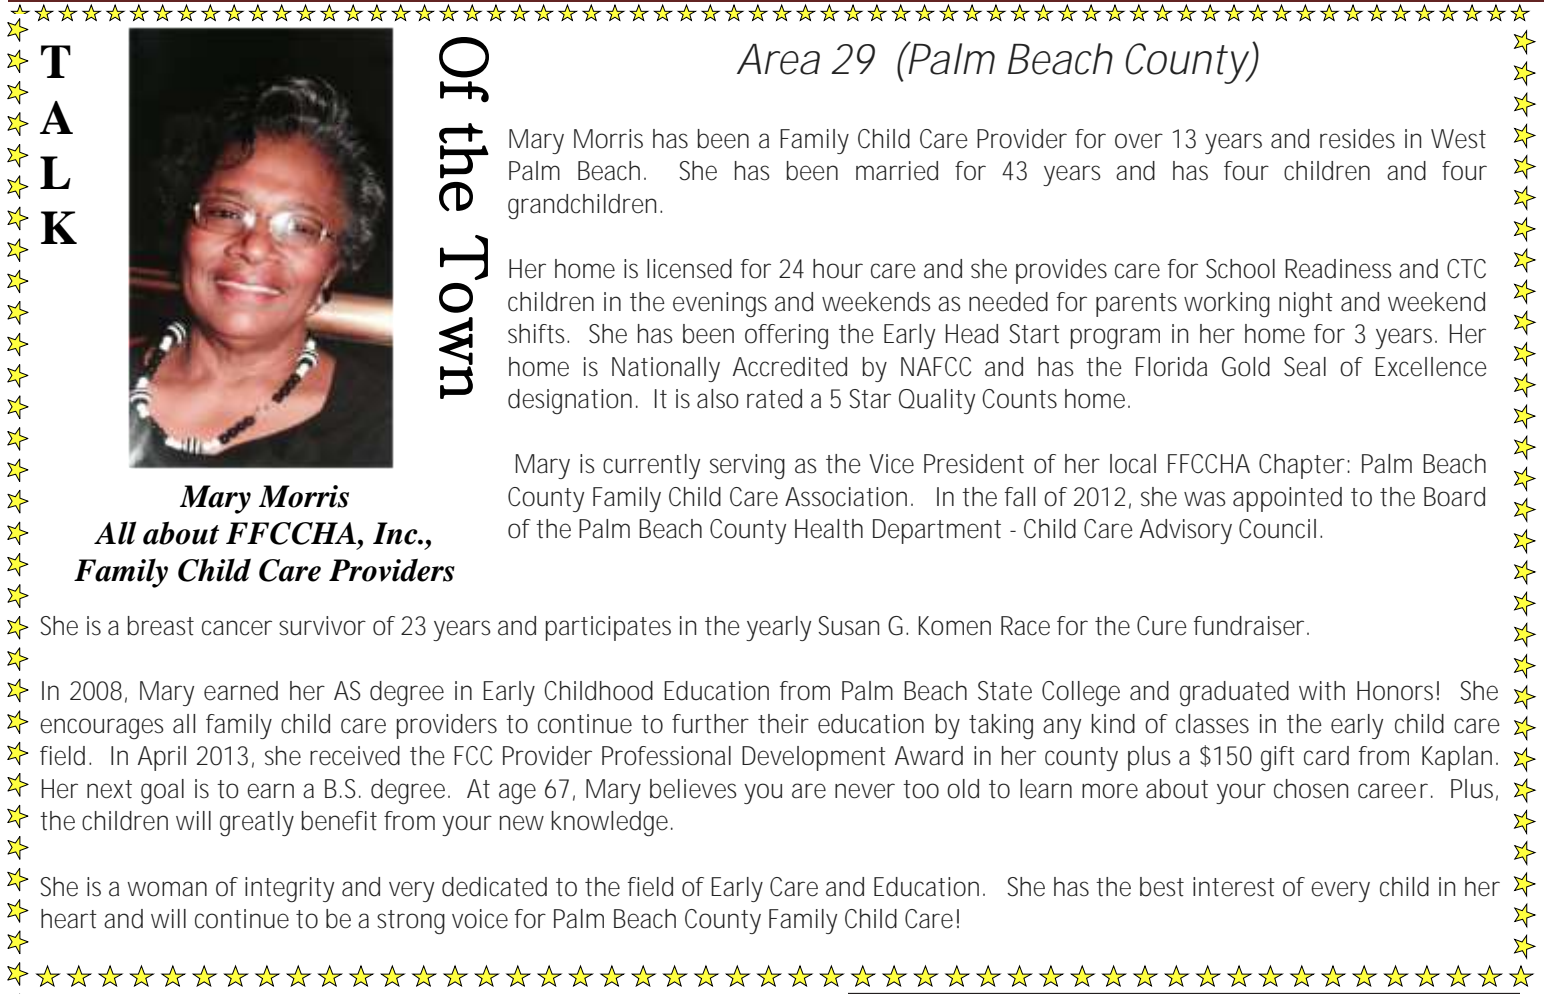 TALK
Of the Town
Mary Morris
All about FFCCHA, Inc.,
Family Child Care Providers
Area 29 (Palm Beach County)
Mary Morris has been a Family Child Care Provider for over 13 years and resides in West
Palm Beach. She has been married for 43 years and has four children and four
grandchildren.
Her home is licensed for 24 hour care and she provides care for School Readiness and CTC
children in the evenings and weekends as needed for parents working night and weekend
shifts. She has been offering the Early Head Start program in her home for 3 years. Her
home is Nationally Accredited by NAFCC and has the Florida Gold Seal of Excellence
designation. It is also rated a 5 Star Quality Counts home.
Mary is currently serving as the Vice President of her local FFCCHA Chapter: Palm Beach
County Family Child Care Association. In the fall of 2012, she was appointed to the Board
of the Palm Beach County Health Department - Child Care Advisory Council.
She is a breast cancer survivor of 23 years and participates in the yearly Susan G. Komen Race for the Cure fundraiser.
In 2008, Mary earned her AS degree in Early Childhood Education from Palm Beach State College and graduated with Honors! She
encourages all family child care providers to continue to further their education by taking any kind of classes in the early child care
field. In April 2013, she received the FCC Provider Professional Development Award in her county plus a $150 gift card from Kaplan.
Her next goal is to earn a B.S. degree. At age 67, Mary believes you are never too old to learn more about your chosen career. Plus,
the children will greatly benefit from your new knowledge.
She is a woman of integrity and very dedicated to the field of Early Care and Education. She has the best interest of every child in her
heart and will continue to be a strong voice for Palm Beach County Family Child Care!